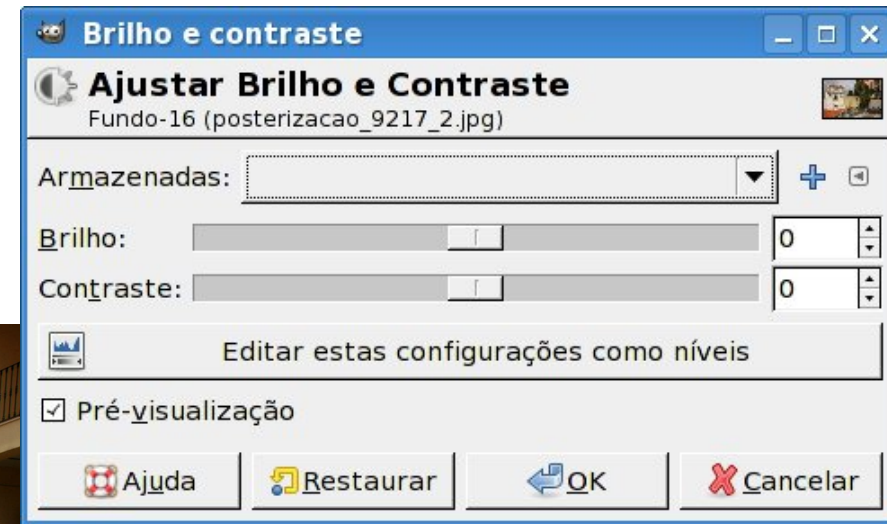 Brilho e contraste
Ajustar Brilho e Contraste
Fundo-16 (posterizacao_9217_2.jpg)
Armazenadas:
Brilho: 0
Contraste: 0
Editar estas configurações como níveis
Pré-visualização
Ajuda Restaurar OK Cancelar